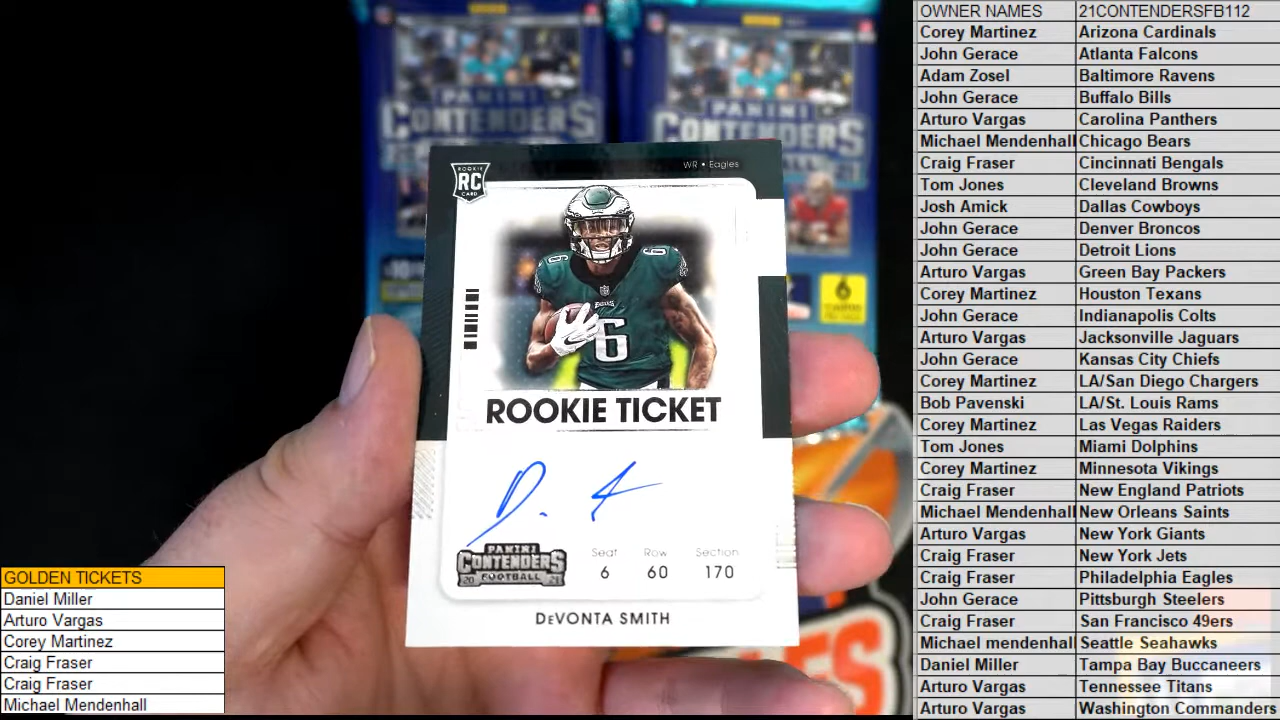 PANINI
CONTENDERS
PANINI
CONTENDERS
6
ROOKIE
RC
CARD
WR • Eagles
6
6
6
ROOKIE TICKET
PANINI
CONTENDERS
20 FOOTBALL 21
Seat Row Section
6 60 170
DEVONTA SMITH
GOLDEN TICKETS
Daniel Miller
Arturo Vargas
Corey Martinez
Craig Fraser
Craig Fraser
Michael Mendenhall
OWNER NAMES 21CONTENDERSFB112
Corey Martinez Arizona Cardinals
John Gerace Atlanta Falcons
Adam Zosel Baltimore Ravens
John Gerace Buffalo Bills
Arturo Vargas Carolina Panthers
Michael Mendenhall Chicago Bears
Craig Fraser Cincinnati Bengals
Tom Jones Cleveland Browns
Josh Amick Dallas Cowboys
John Gerace Denver Broncos
John Gerace Detroit Lions
Arturo Vargas Green Bay Packers
Corey Martinez Houston Texans
John Gerace Indianapolis Colts
Arturo Vargas Jacksonville Jaguars
John Gerace Kansas City Chiefs
Corey Martinez LA/San Diego Chargers
Bob Pavenski LA/St. Louis Rams
Corey Martinez Las Vegas Raiders
Tom Jones Miami Dolphins
Corey Martinez Minnesota Vikings
Craig Fraser New England Patriots
Michael Mendenhall New Orleans Saints
Arturo Vargas New York Giants
Craig Fraser New York Jets
Craig Fraser Philadelphia Eagles
John Gerace Pittsburgh Steelers
Craig Fraser San Francisco 49ers
Michael mendenhall Seattle Seahawks
Daniel Miller Tampa Bay Buccaneers
Arturo Vargas Tennessee Titans
Arturo Vargas Washington Commanders